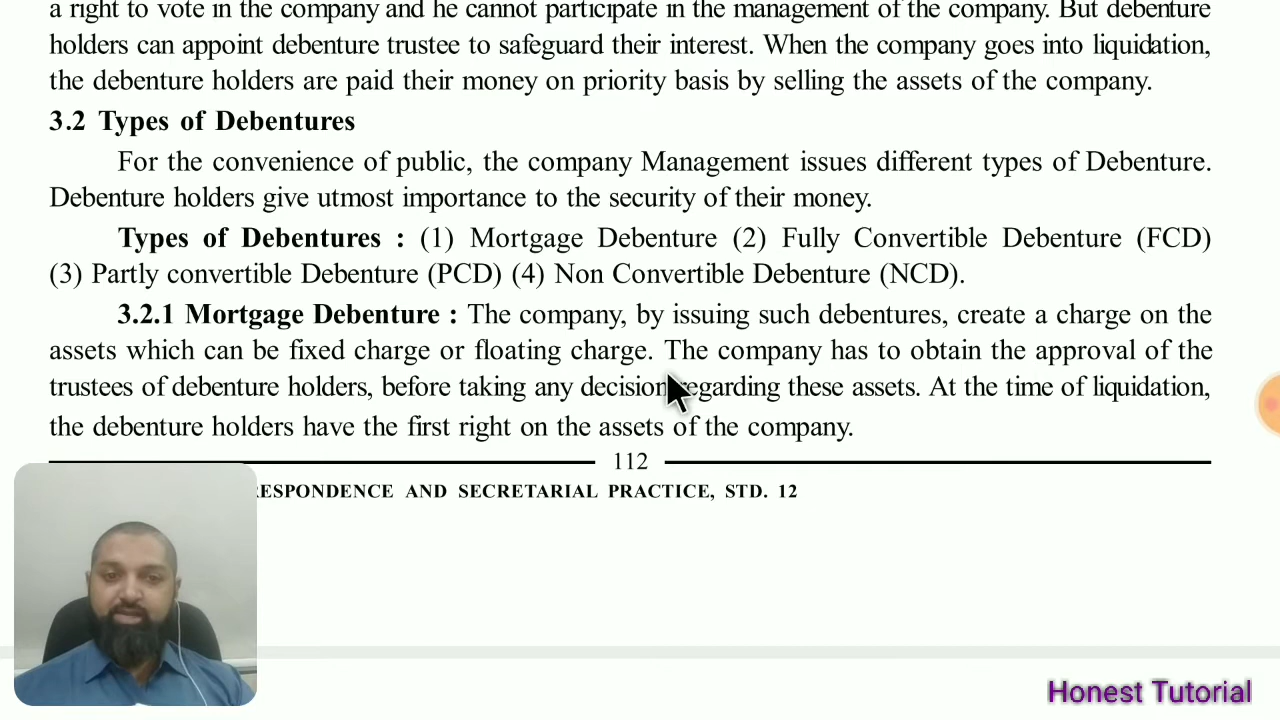 a right to vote in the company and he cannot participate in the management of the company. But debenture
holders can appoint debenture trustee to safeguard their interest. When the company goes into liquidation,
the debenture holders are paid their money on priority basis by selling the assets of the company.
3.2 Types of Debentures
For the convenience of public, the company Management issues different types of Debenture.
Debenture holders give utmost importance to the security of their money.
Types of Debentures : (1) Mortgage Debenture (2) Fully Convertible Debenture (FCD)
(3) Partly convertible Debenture (PCD) (4) Non Convertible Debenture (NCD).
3.2.1 Mortgage Debenture : The company, by issuing such debentures, create a charge on the
assets which can be fixed charge or floating charge. The company has to obtain the approval of the
trustees of debenture holders, before taking any decision regarding these assets. At the time of liquidation,
the debenture holders have the first right on the assets of the company.
112
RESPONDENCE AND SECRETARIAL PRACTICE, STD. 12
Honest Tutorial